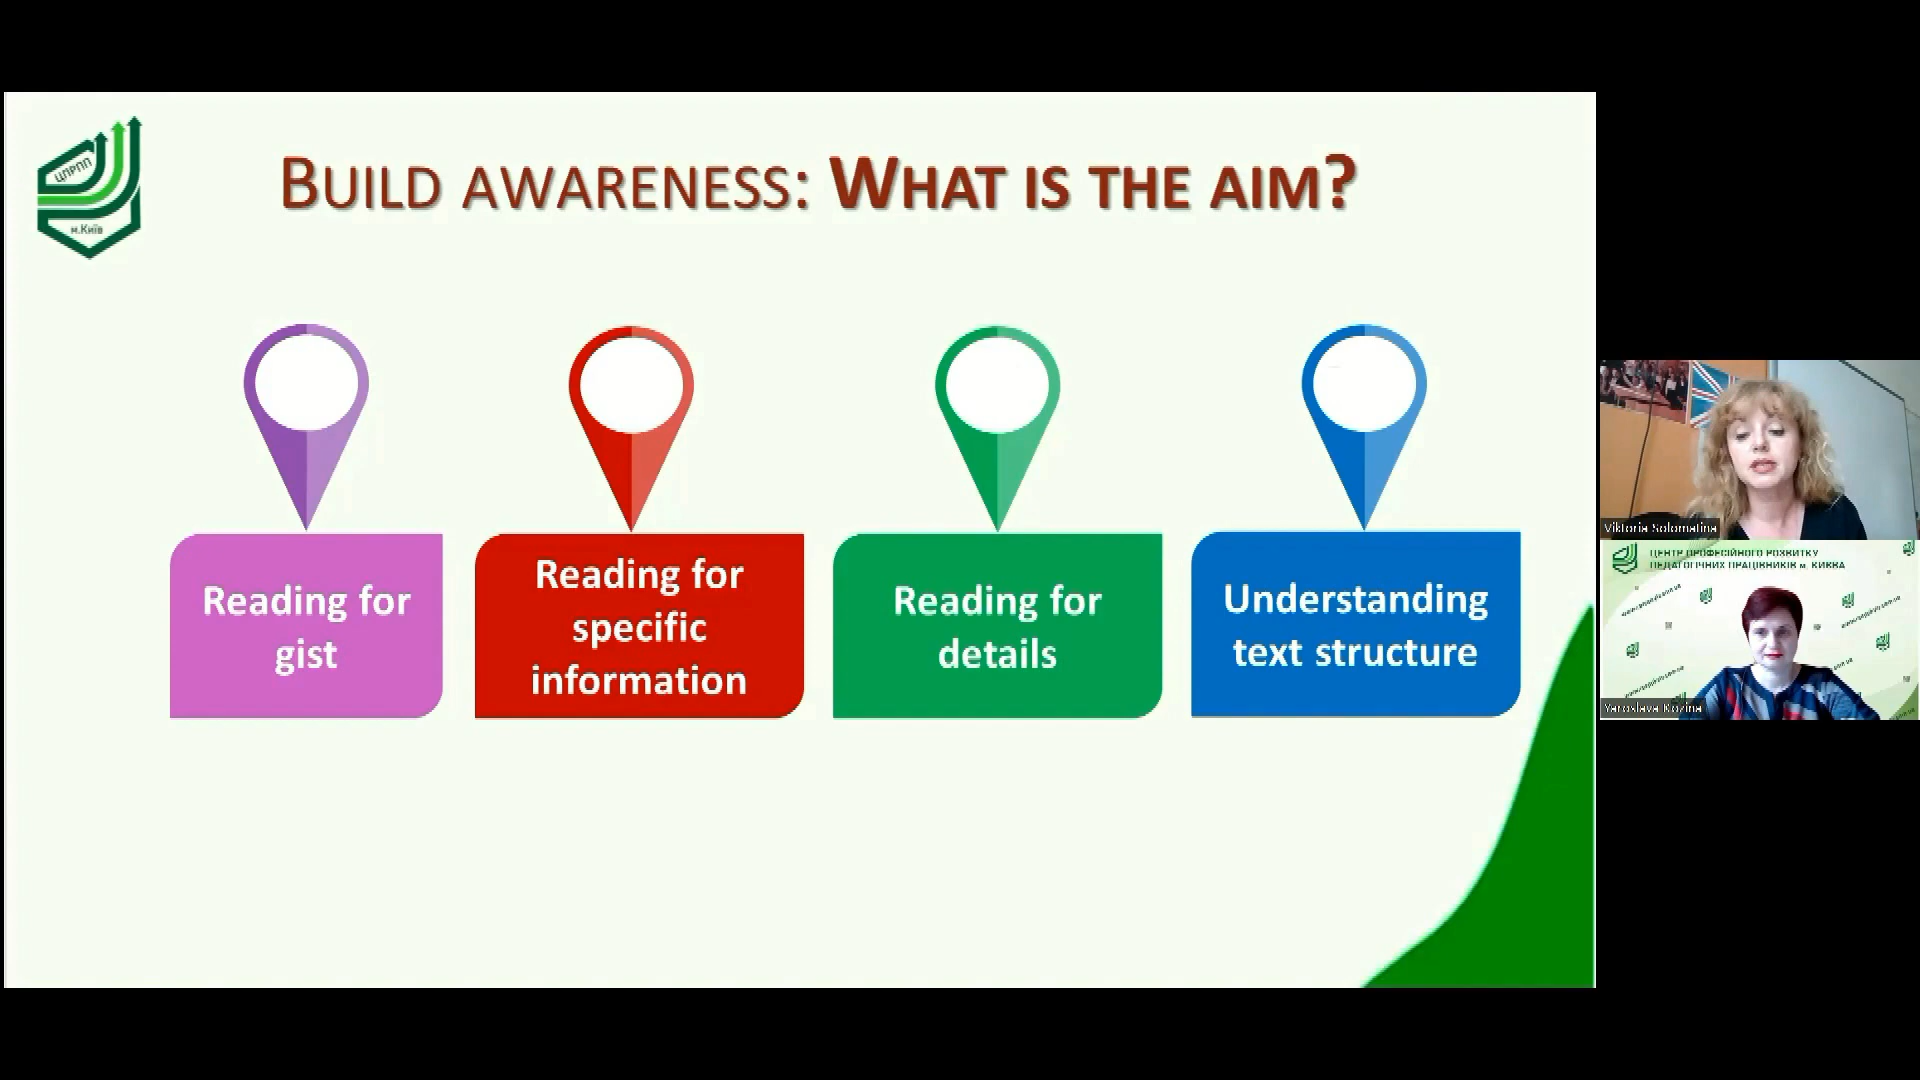 ЦПРПП
м.Київ
BUILD AWARENESS: WHAT IS THE AIM?
Reading for
gist
Reading for
specific
information
Reading for
details
Understanding
text structure
Viktoria Solomatina
ЦЕНТР ПРОФЕСІЙНОГО РОЗВИТКУ
ПЕДАГОГІЧНИХ ПРАЦІВНИКІВ м. КИЄВА
Yaroslava Kozina